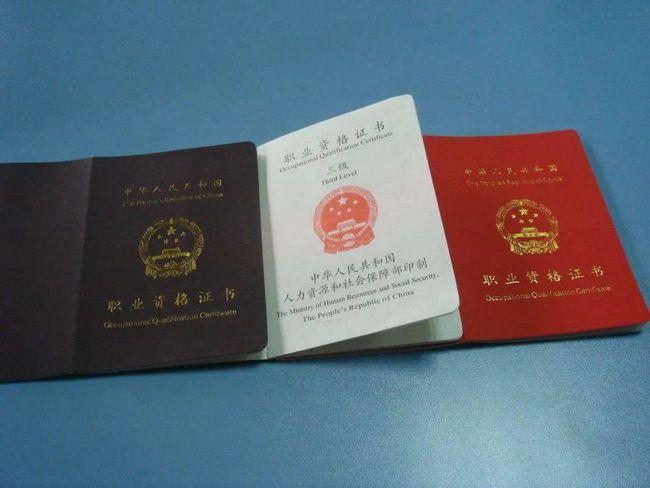 中华人民共和国
The People's Republic of China
职业资格证书
Occupational Qualification Certificate
职业资格证书
Occupational Qualification Certificate
三级
Third Level
中华人民共和国
人力资源和社会保障部印制
The Ministry of Human Resources and Social Security,
The People's Republic of China
中华人民共和国
The People's Republic of China
职业资格证书
Occupational Qualification Certificate